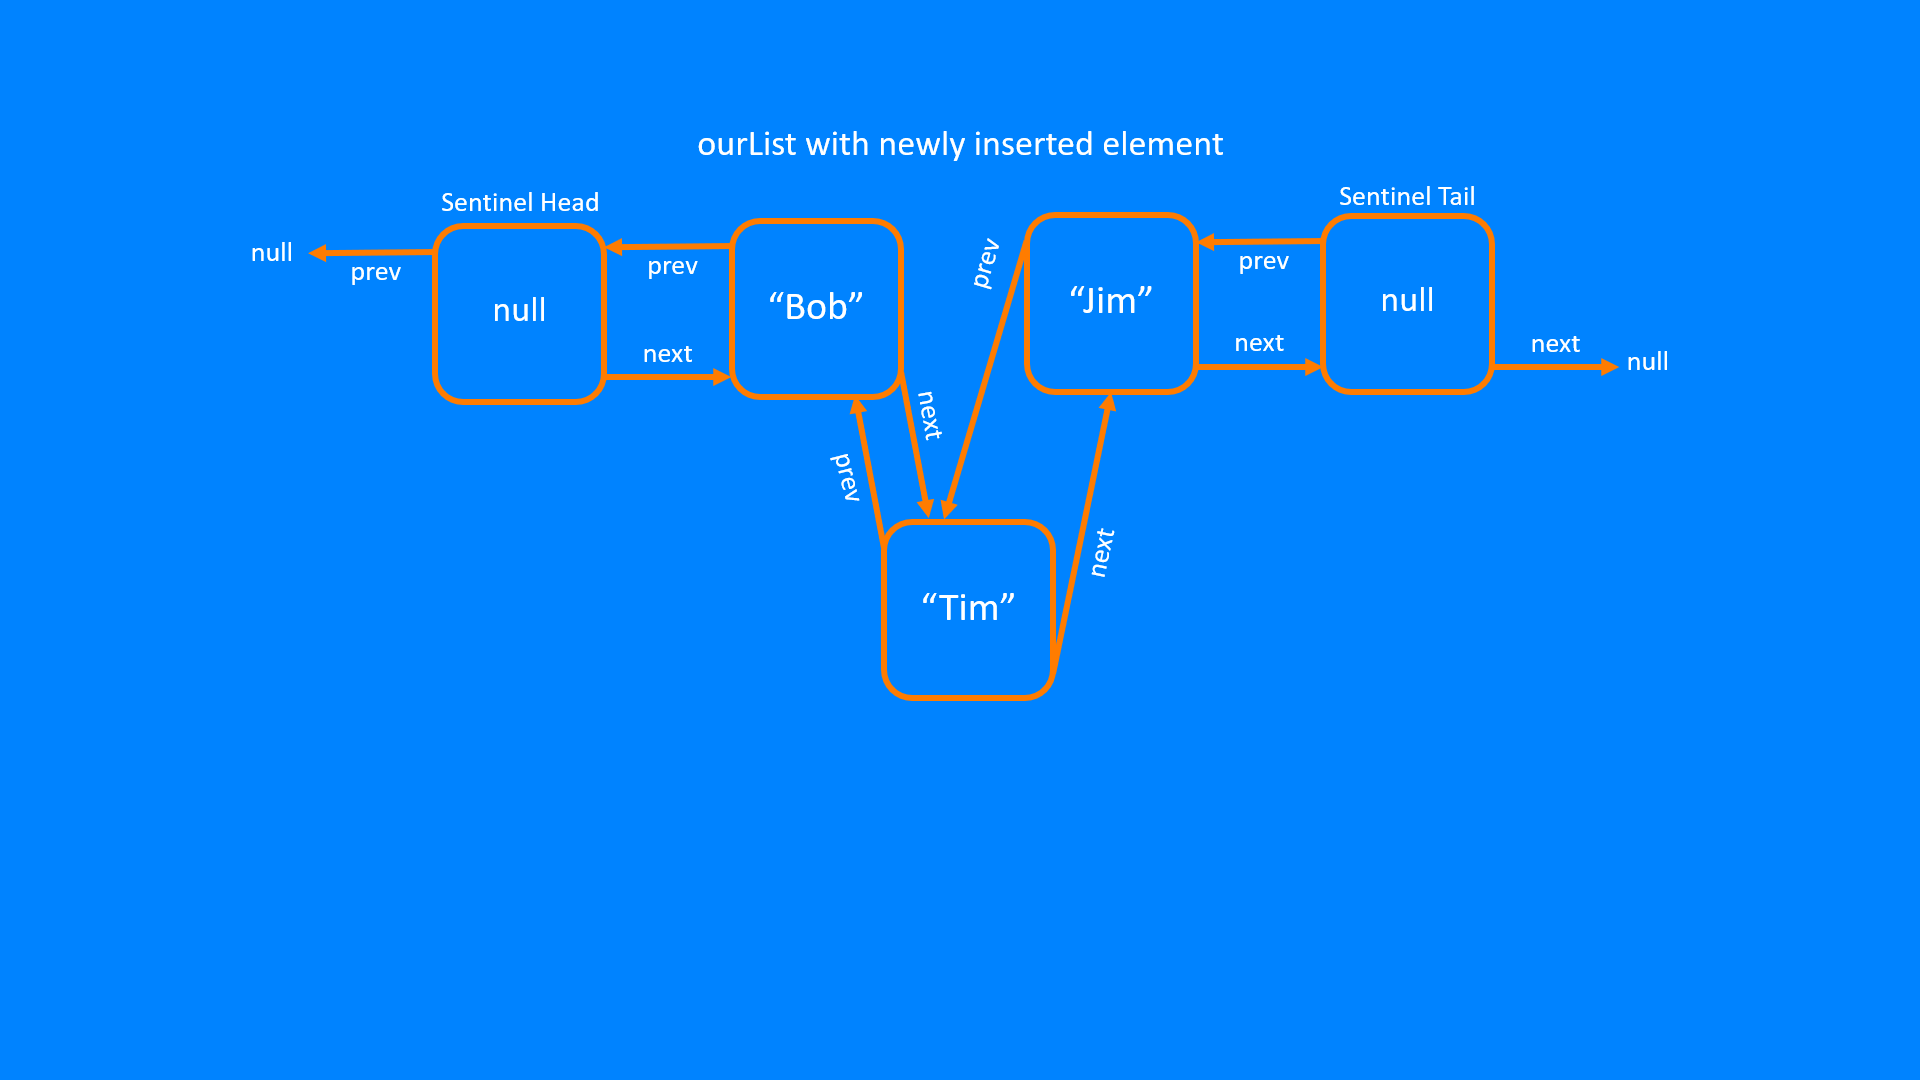 ourList with newly inserted element
Sentinel Head
Sentinel Tail
null
prev
null
next
prev
“Bob”
next
prev
“Tim”
prev
next
“Jim”
prev
next
null
next
null